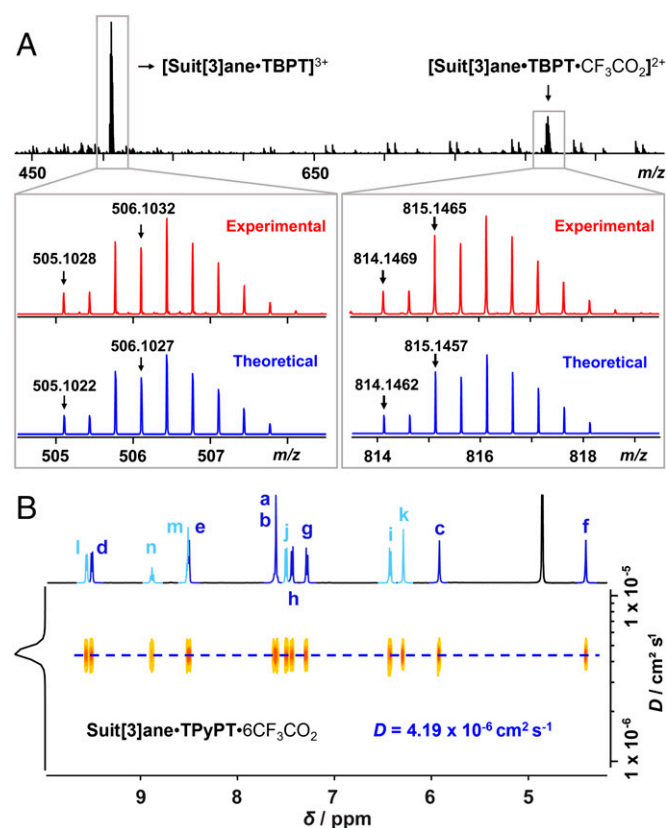 A
[Suit[3]ane•TBPT]³⁺
[Suit[3]ane•TBPT•CF₃CO₂]²⁺
450
650
m/z
506.1032
Experimental
505.1028
506.1027
Theoretical
505.1022
505
506
507
m/z
815.1465
Experimental
814.1469
815.1457
Theoretical
814.1462
814
816
818
m/z
B
l
d
n
m
e
a
b
j
h
g
i
k
c
f
Suit[3]ane•TPyPT•6CF₃CO₂
D = 4.19 x 10⁻⁶ cm² s⁻¹
1 x 10⁻⁵
D / cm² s⁻¹
1 x 10⁻⁶
9
8
7
6
5
δ / ppm